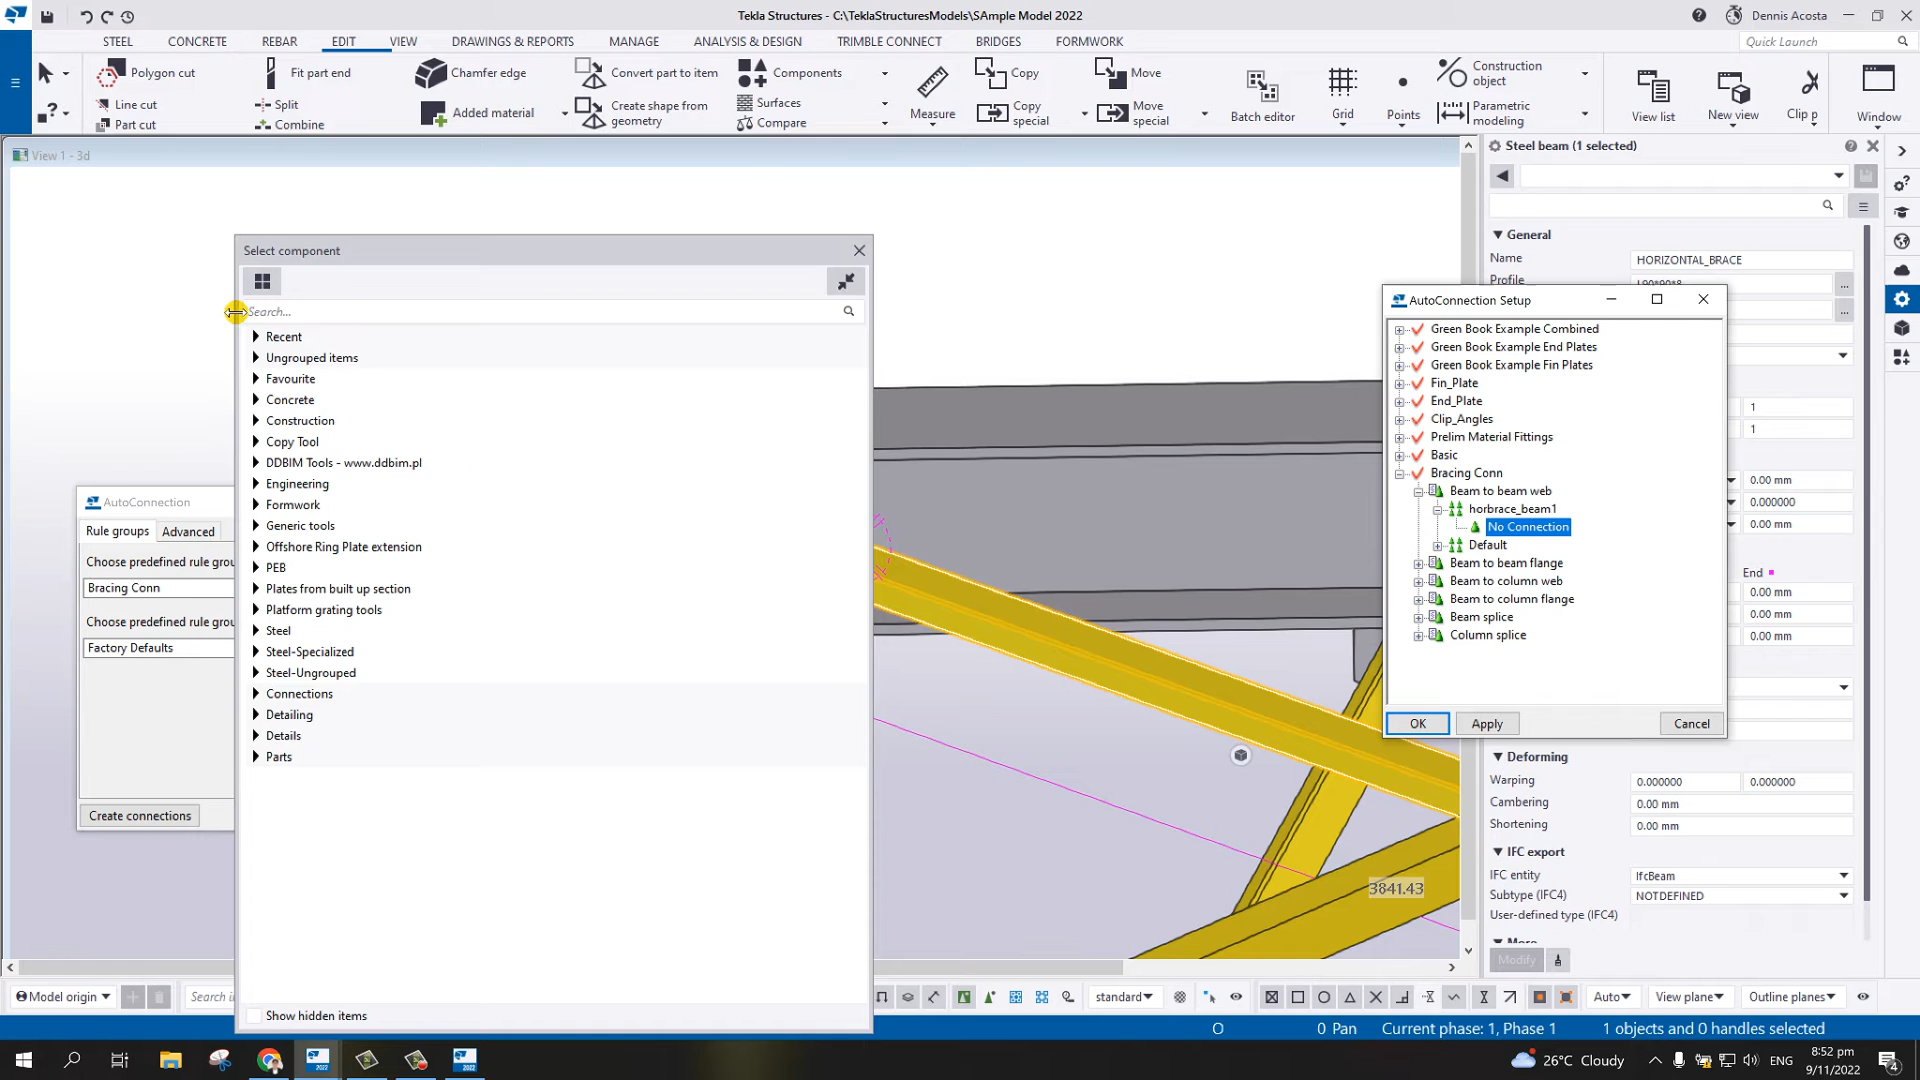 Tekla Structures - C:\TeklaStructuresModels\SAmple Model 2022
Dennis Acosta
STEEL CONCRETE REBAR EDIT VIEW DRAWINGS & REPORTS MANAGE ANALYSIS & DESIGN TRIMBLE CONNECT BRIDGES FORMWORK
Quick Launch
Polygon cut
Line cut
Part cut
Fit part end
Split
Combine
Chamfer edge
Added material
Convert part to item
Create shape from
geometry
Components
Surfaces
Compare
Measure
Copy
Copy
special
Move
Move
special
Batch editor
Grid
Points
Construction
object
Parametric
modeling
View list
New view
Clip p
Window
View 1 - 3d
Select component
Search...
Recent
Ungrouped items
Favourite
Concrete
Construction
Copy Tool
DDBIM Tools - www.ddbim.pl
Engineering
Formwork
Generic tools
Offshore Ring Plate extension
PEB
Plates from built up section
Platform grating tools
Steel
Steel-Specialized
Steel-Ungrouped
Connections
Detailing
Details
Parts
Show hidden items
AutoConnection
Rule groups Advanced
Choose predefined rule grou
Bracing Conn
Choose predefined rule grou
Factory Defaults
Create connections
3841.43
AutoConnection Setup
Green Book Example Combined
Green Book Example End Plates
Green Book Example Fin Plates
Fin_Plate
End_Plate
Clip_Angles
Prelim Material Fittings
Basic
Bracing Conn
Beam to beam web
horbrace_beam1
No Connection
Default
Beam to beam flange
Beam to column web
Beam to column flange
Beam splice
Column splice
OK Apply Cancel
Steel beam (1 selected)
General
Name HORIZONTAL_BRACE
Profile
...
...
1
1
0.00 mm
0.000000
0.00 mm
End
0.00 mm
0.00 mm
0.00 mm
Deforming
Warping 0.000000 0.000000
Cambering 0.00 mm
Shortening 0.00 mm
IFC export
IFC entity IfcBeam
Subtype (IFC4) NOTDEFINED
User-defined type (IFC4)
More
Modify
Model origin
Search i
standard
Auto
View plane
Outline planes
O 0 Pan Current phase: 1, Phase 1 1 objects and 0 handles selected
2022
2022
26°C Cloudy
ENG
8:52 pm
9/11/2022
4